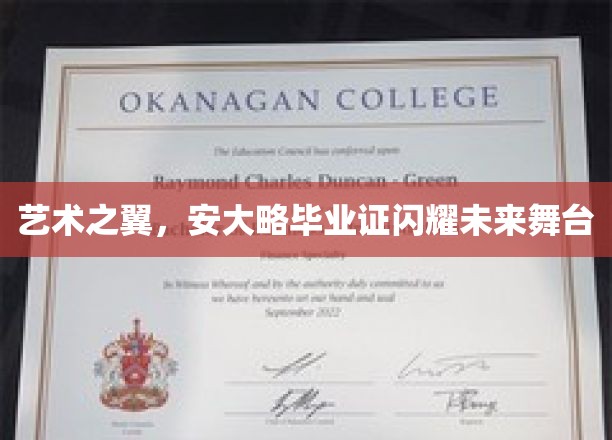 OKANAGAN COLLEGE
The Education Council has conferred upon
Raymond Charles Duncan - Green
艺术之翼，安大略毕业证闪耀未来舞台
Finance Specialty
In Witness Whereof and by the authority duly committed to us
we have hereunto set our hand and seal
September 2022